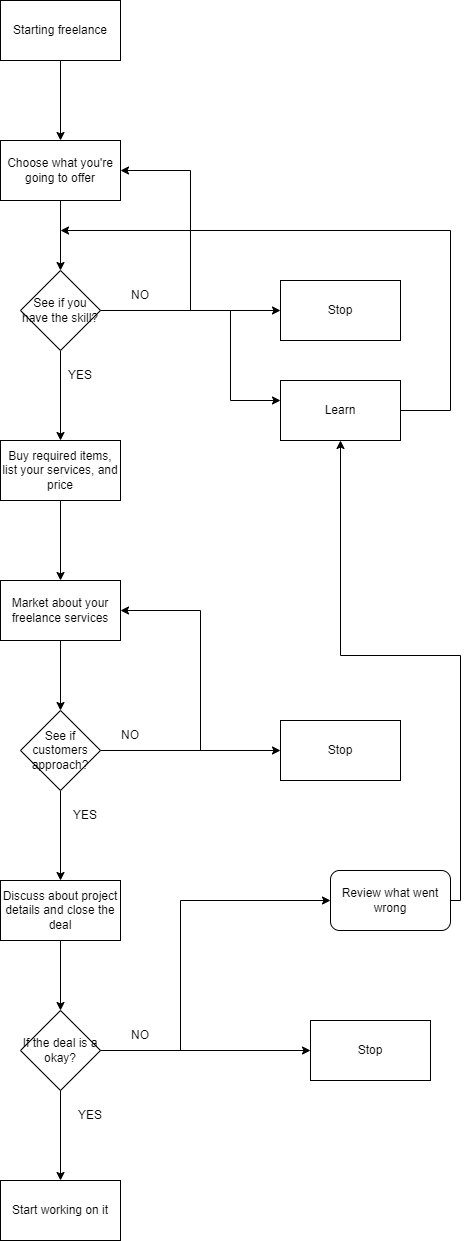 Starting freelance
Choose what you're
going to offer
See if you
have the skill?
NO
Stop
YES
Learn
Buy required items,
list your services, and
price
Market about your
freelance services
See if
customers
approach?
NO
Stop
YES
Discuss about project
details and close the
deal
Review what went
wrong
If the deal is a
okay?
NO
Stop
YES
Start working on it